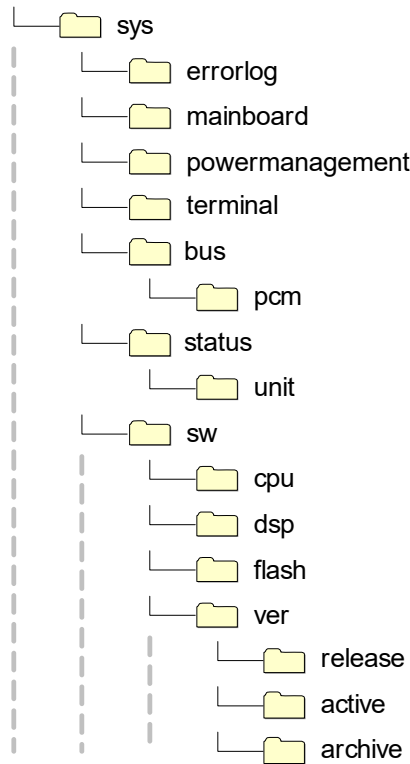 sys
errorlog
mainboard
powermanagement
terminal
bus
pcm
status
unit
sw
cpu
dsp
flash
ver
release
active
archive